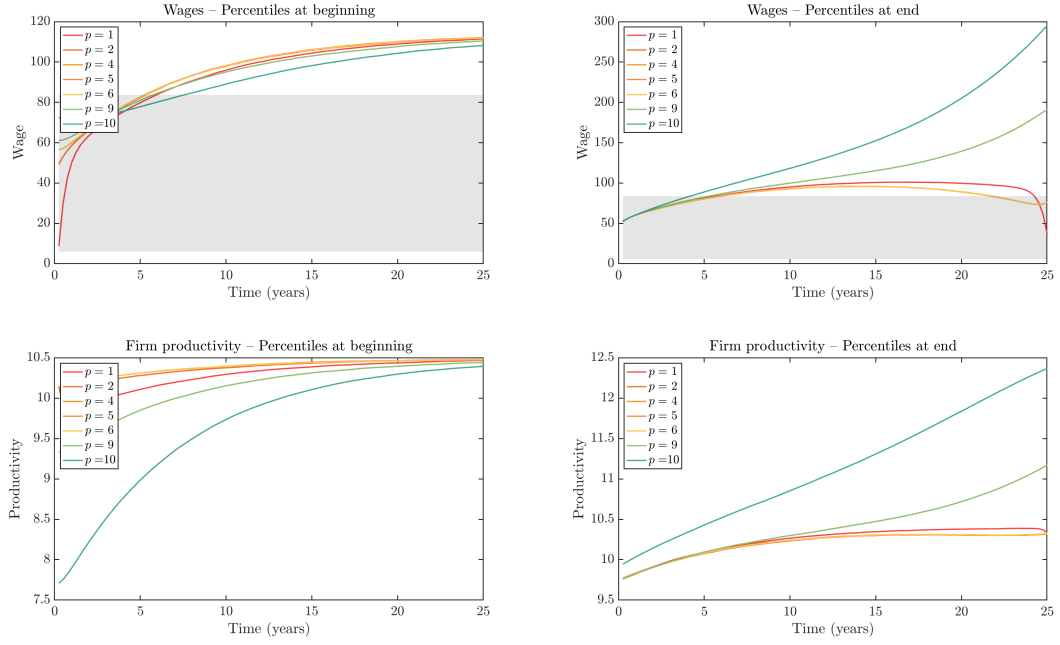 Wages – Percentiles at beginning
120
100
80
60
40
20
0
Wage
p = 1
p = 2
p = 4
p = 5
p = 6
p = 9
p =10
0 5 10 15 20 25
Time (years)
Wages – Percentiles at end
300
250
200
150
100
50
0
Wage
p = 1
p = 2
p = 4
p = 5
p = 6
p = 9
p =10
0 5 10 15 20 25
Time (years)
Firm productivity – Percentiles at beginning
10.5
10
9.5
9
8.5
8
7.5
Productivity
p = 1
p = 2
p = 4
p = 5
p = 6
p = 9
p =10
0 5 10 15 20 25
Time (years)
Firm productivity – Percentiles at end
12.5
12
11.5
11
10.5
10
9.5
Productivity
p = 1
p = 2
p = 4
p = 5
p = 6
p = 9
p =10
0 5 10 15 20 25
Time (years)